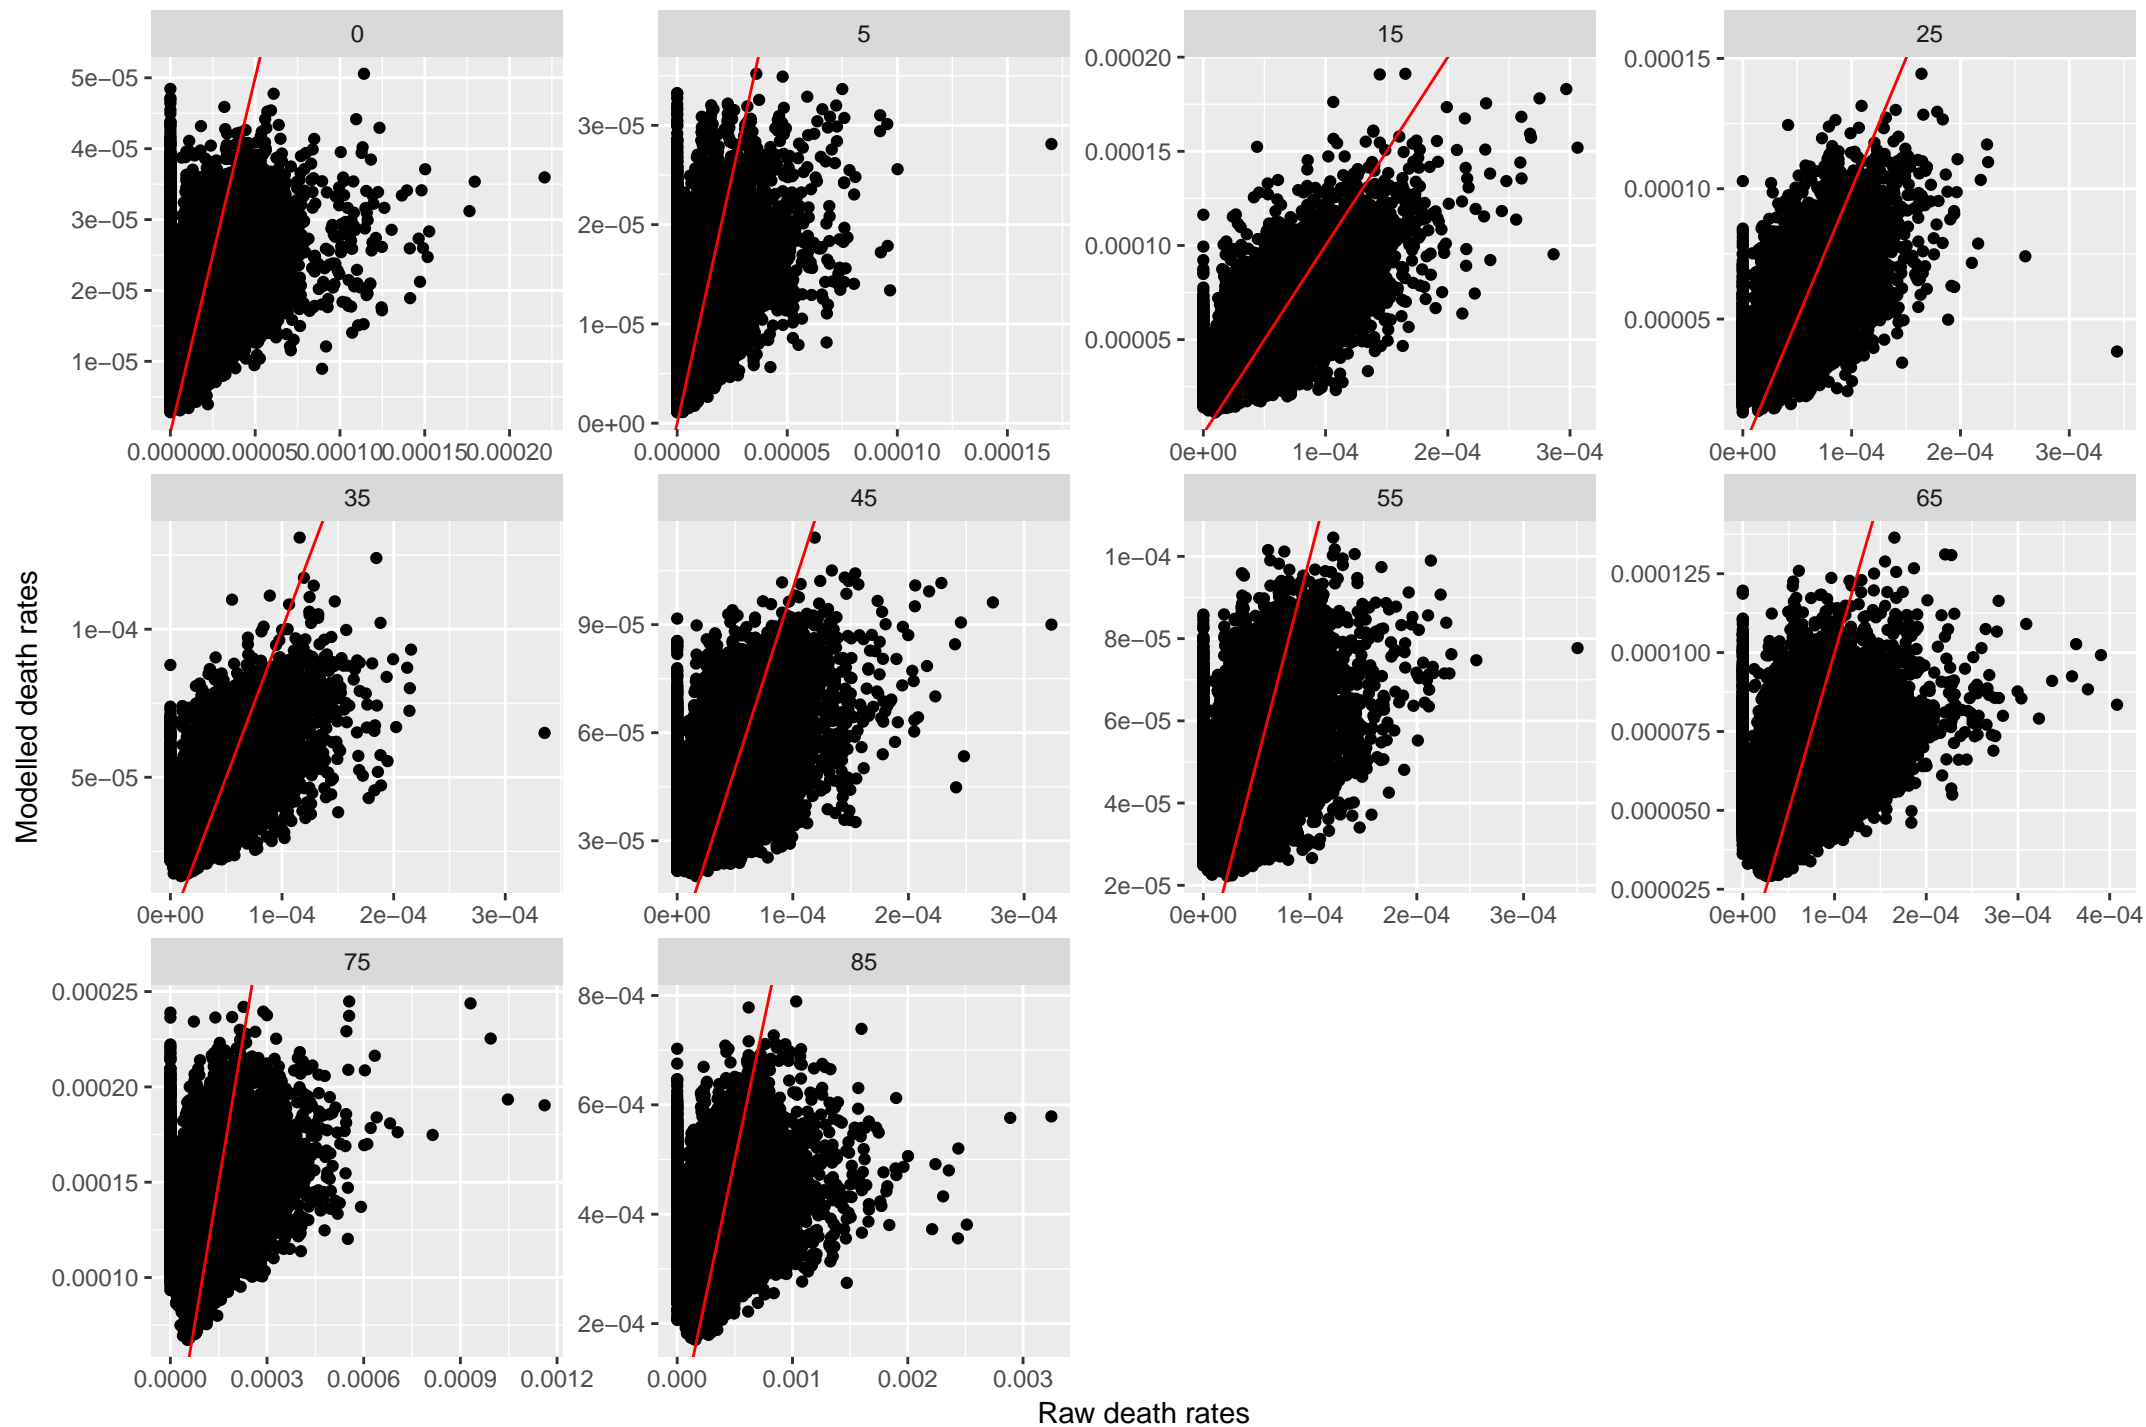 0 5 15 25
5e−05
4e−05
3e−05
2e−05
1e−05
3e−05
2e−05
1e−05
0e+00
0.00020
0.00015
0.00010
0.00005
0.00015
0.00010
0.00005
0.00000 0.00005 0.00010 0.00015 0.00020
0.00000 0.00005 0.00010 0.00015
0e+00 1e−04 2e−04 3e−04
0e+00 1e−04 2e−04 3e−04
35 45 55 65
1e−04
5e−05
9e−05
6e−05
3e−05
1e−04
8e−05
6e−05
4e−05
2e−05
0.000125
0.000100
0.000075
0.000050
0.000025
0e+00 1e−04 2e−04 3e−04
0e+00 1e−04 2e−04 3e−04
0e+00 1e−04 2e−04 3e−04
0e+00 1e−04 2e−04 3e−04 4e−04
75 85
0.00025
0.00020
0.00015
0.00010
8e−04
6e−04
4e−04
2e−04
0.0000 0.0003 0.0006 0.0009 0.0012
0.000 0.001 0.002 0.003
Modelled death rates
Raw death rates